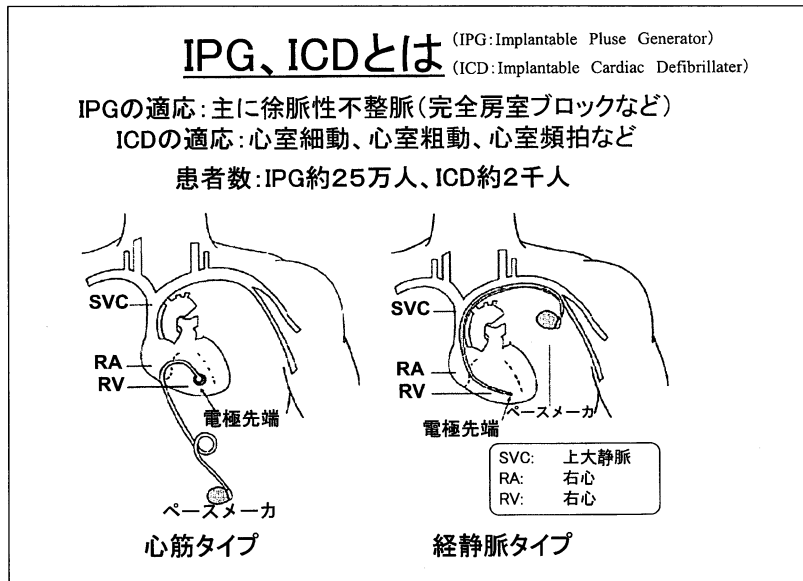 IPG、ICDとは (IPG:Implantable Pluse Generator)
(ICD:Implantable Cardiac Defibrillater)
IPGの適応:主に徐脈性不整脈(完全房室ブロックなど)
ICDの適応:心室細動、心室粗動、心室頻拍など
患者数:IPG約25万人、ICD約2千人
SVC
RA
RV
電極先端
ペースメーカ
心筋タイプ
SVC
RA
RV
電極先端
ペースメーカ
SVC: 上大静脈
RA: 右心
RV: 右心
経静脈タイプ